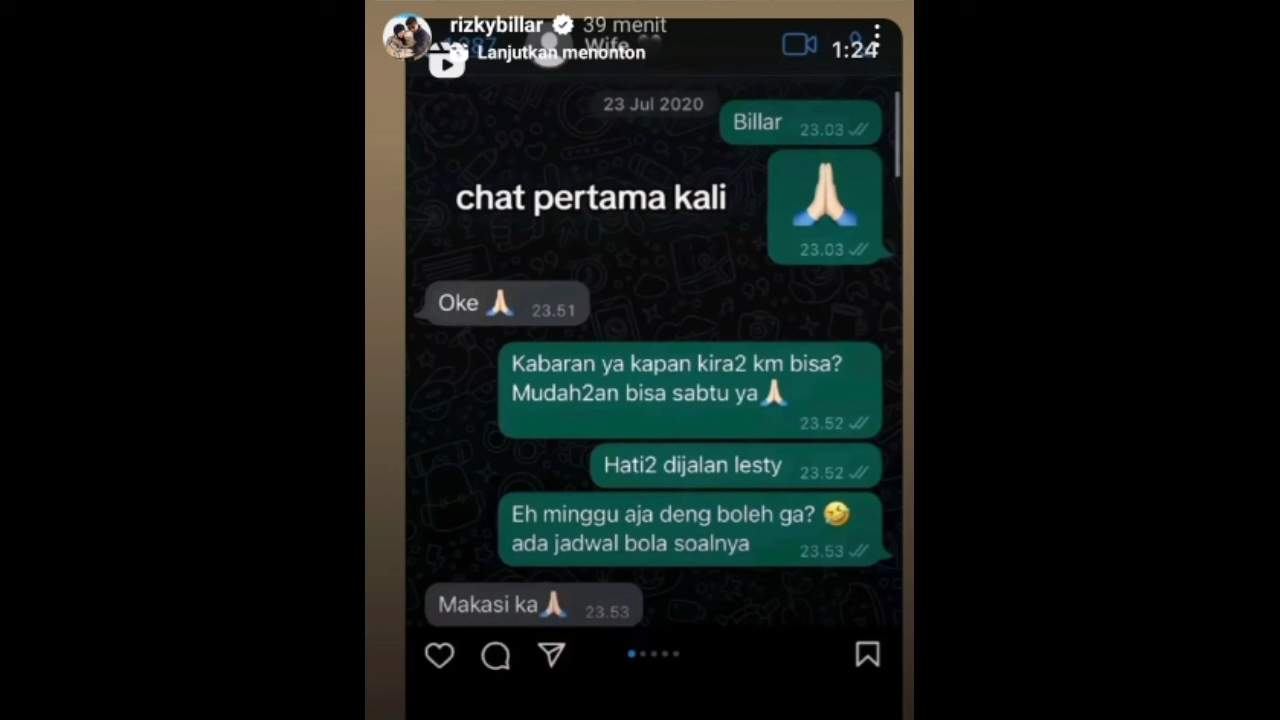 rizkybillar 39 menit
Wife
Lanjutkan menonton
1:24
23 Jul 2020
Billar 23.03
🙏🏻
23.03
chat pertama kali
Oke 🙏🏻 23.51
Kabaran ya kapan kira2 km bisa?
Mudah2an bisa sabtu ya🙏🏻
23.52
Hati2 dijalan lesty 23.52
Eh minggu aja deng boleh ga? 🤣
ada jadwal bola soalnya 23.53
Makasi ka🙏🏻 23.53